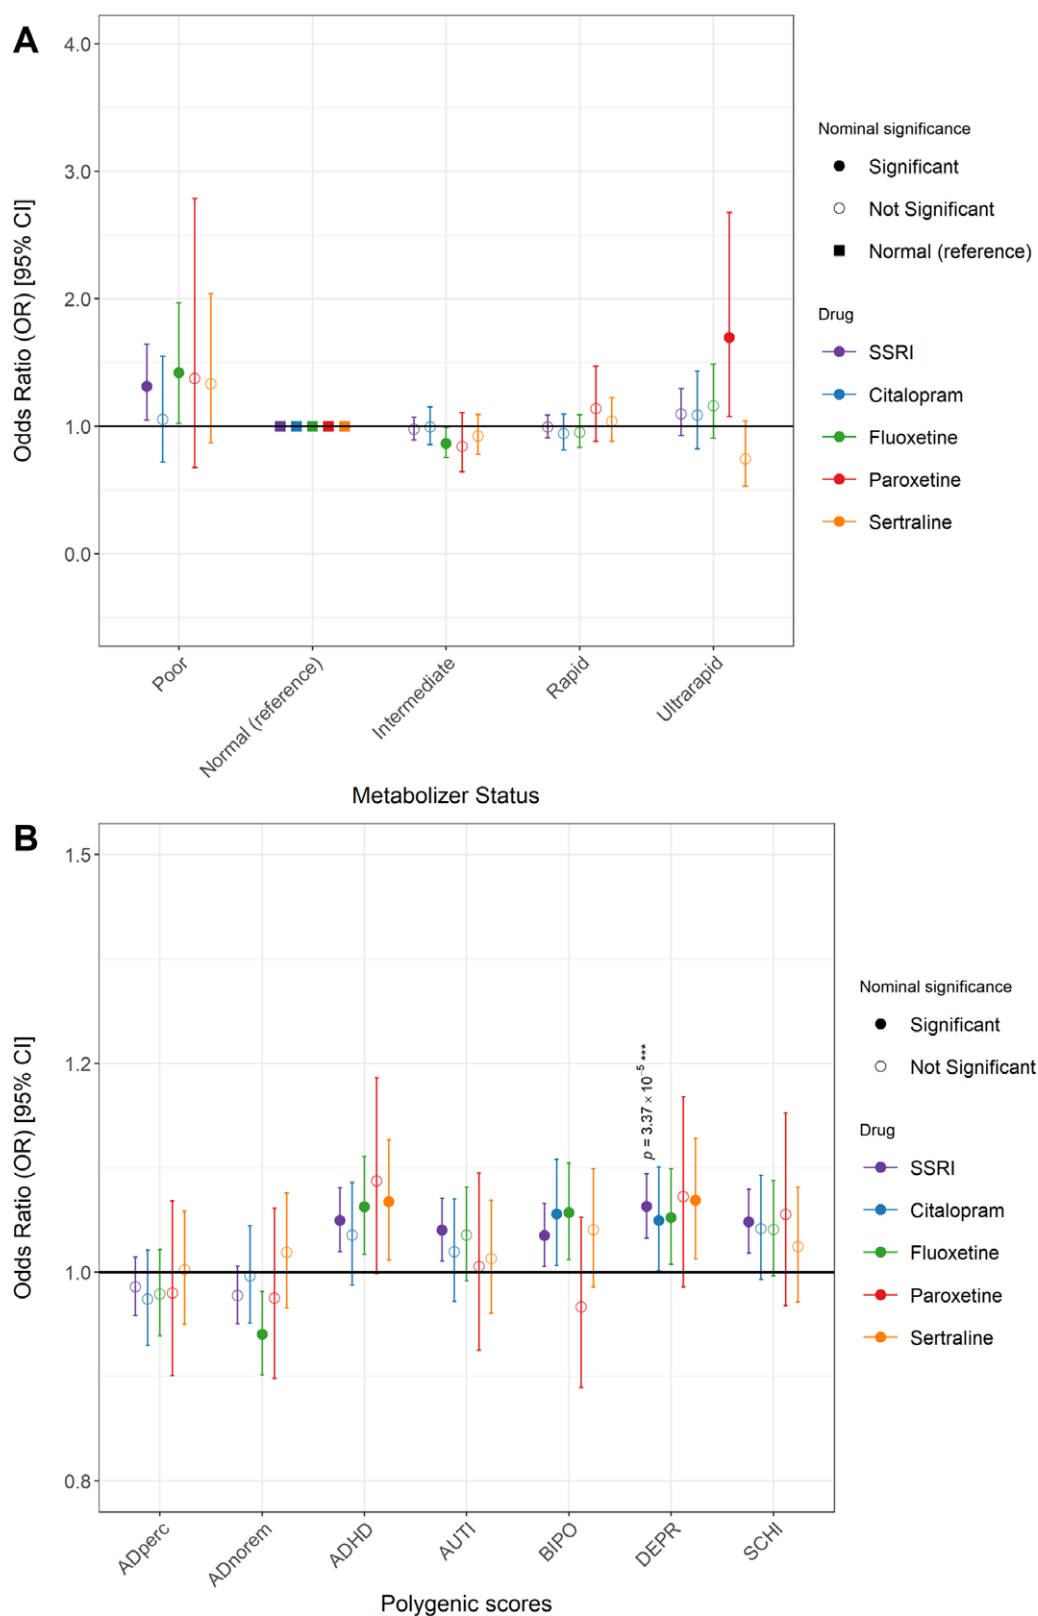 A
4.0
3.0
2.0
1.0
0.0
Odds Ratio (OR) [95% CI]
Poor
Normal (reference)
Intermediate
Rapid
Ultrarapid
Metabolizer Status
Nominal significance
Significant
Not Significant
Normal (reference)
Drug
SSRI
Citalopram
Fluoxetine
Paroxetine
Sertraline
B
1.5
1.2
1.0
0.8
Odds Ratio (OR) [95% CI]
p = 3.37 × 10⁻⁵ ***
ADperc
ADnorem
ADHD
AUTI
BIPO
DEPR
SCHI
Polygenic scores
Nominal significance
Significant
Not Significant
Drug
SSRI
Citalopram
Fluoxetine
Paroxetine
Sertraline